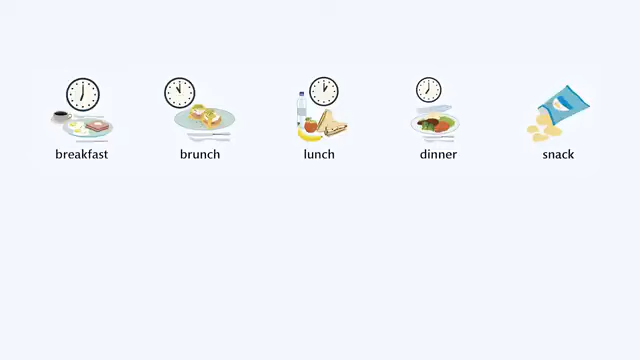 breakfast
brunch
lunch
dinner
snack